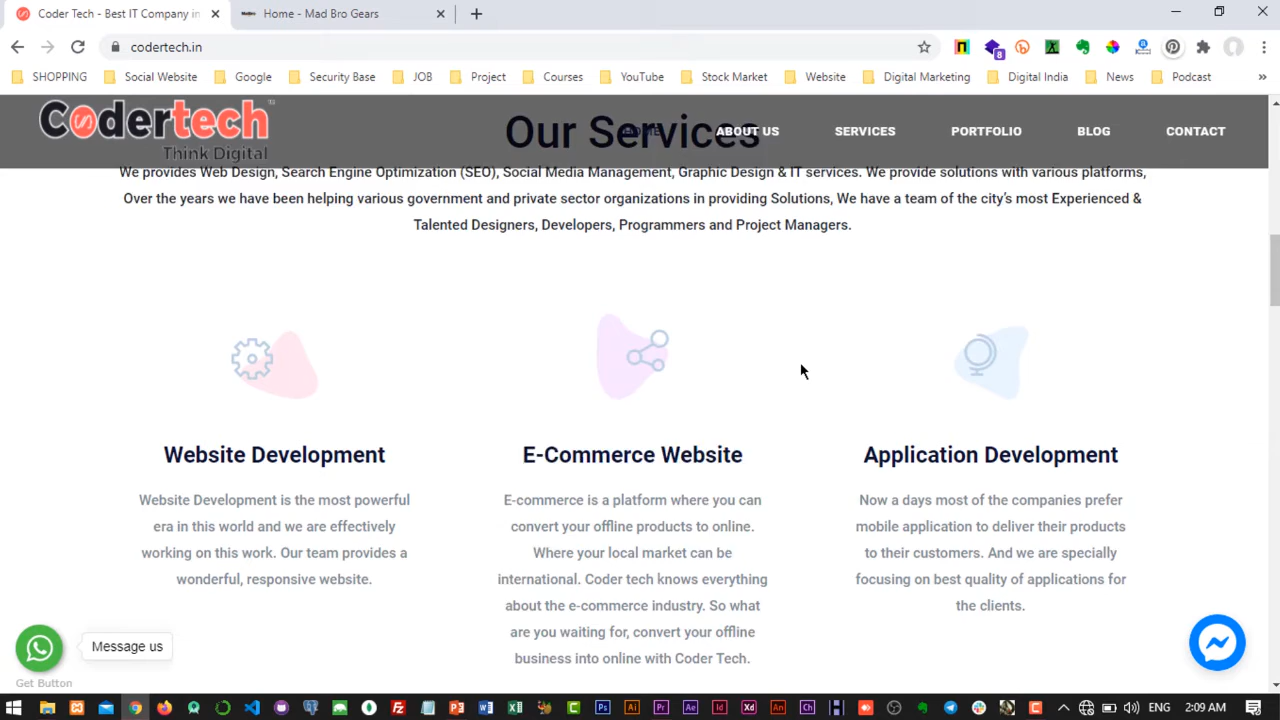 Coder Tech - Best IT Company in
Home - Mad Bro Gears
codertech.in
8
SHOPPING
Social Website
Google
Security Base
JOB
Project
Courses
YouTube
Stock Market
Website
Digital Marketing
Digital India
News
Podcast
»
Codertech
Think Digital
HOME
ABOUT US
SERVICES
PORTFOLIO
BLOG
CONTACT
Our Services
We provides Web Design, Search Engine Optimization (SEO), Social Media Management, Graphic Design & IT services. We provide solutions with various platforms,
Over the years we have been helping various government and private sector organizations in providing Solutions, We have a team of the city's most Experienced &
Talented Designers, Developers, Programmers and Project Managers.
Website Development
Website Development is the most powerful
era in this world and we are effectively
working on this work. Our team provides a
wonderful, responsive website.
E-Commerce Website
E-commerce is a platform where you can
convert your offline products to online.
Where your local market can be
international. Coder tech knows everything
about the e-commerce industry. So what
are you waiting for, convert your offline
business into online with Coder Tech.
Application Development
Now a days most of the companies prefer
mobile application to deliver their products
to their customers. And we are specially
focusing on best quality of applications for
the clients.
Message us
Get Button
Fz
Ps
Ai
Pr
Ae
Id
Xd
An
Ch
ENG
2:09 AM